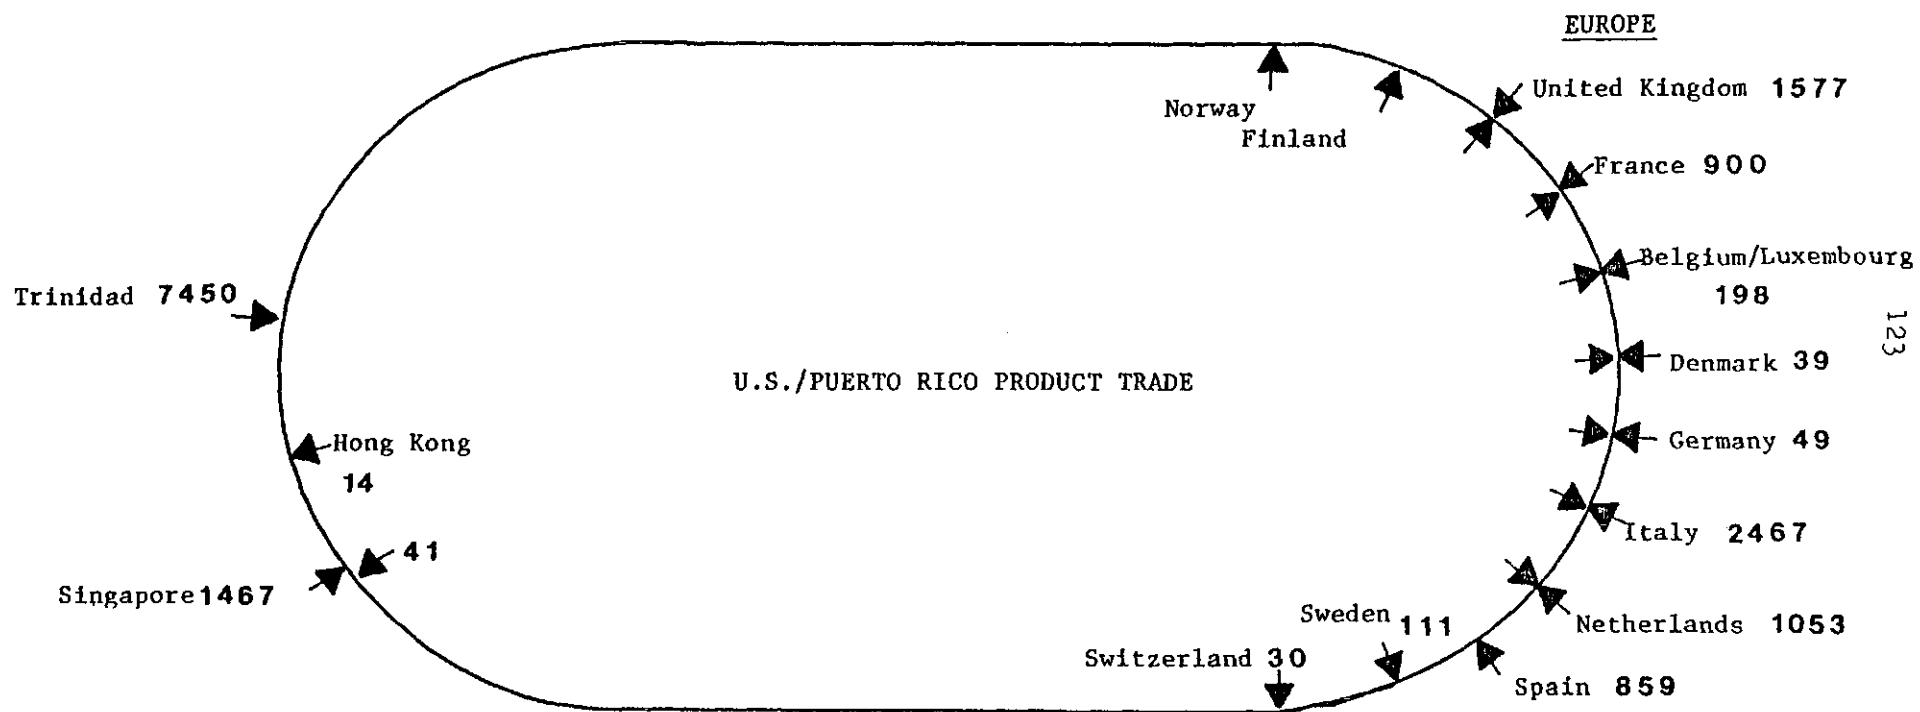 EUROPE
United Kingdom 1577
Norway
Finland
France 900
Belgium/Luxembourg
198
Trinidad 7450
123
Denmark 39
U.S./PUERTO RICO PRODUCT TRADE
Germany 49
Hong Kong
14
Italy 2467
41
Singapore 1467
Sweden 111
Netherlands 1053
Switzerland 30
Spain 859